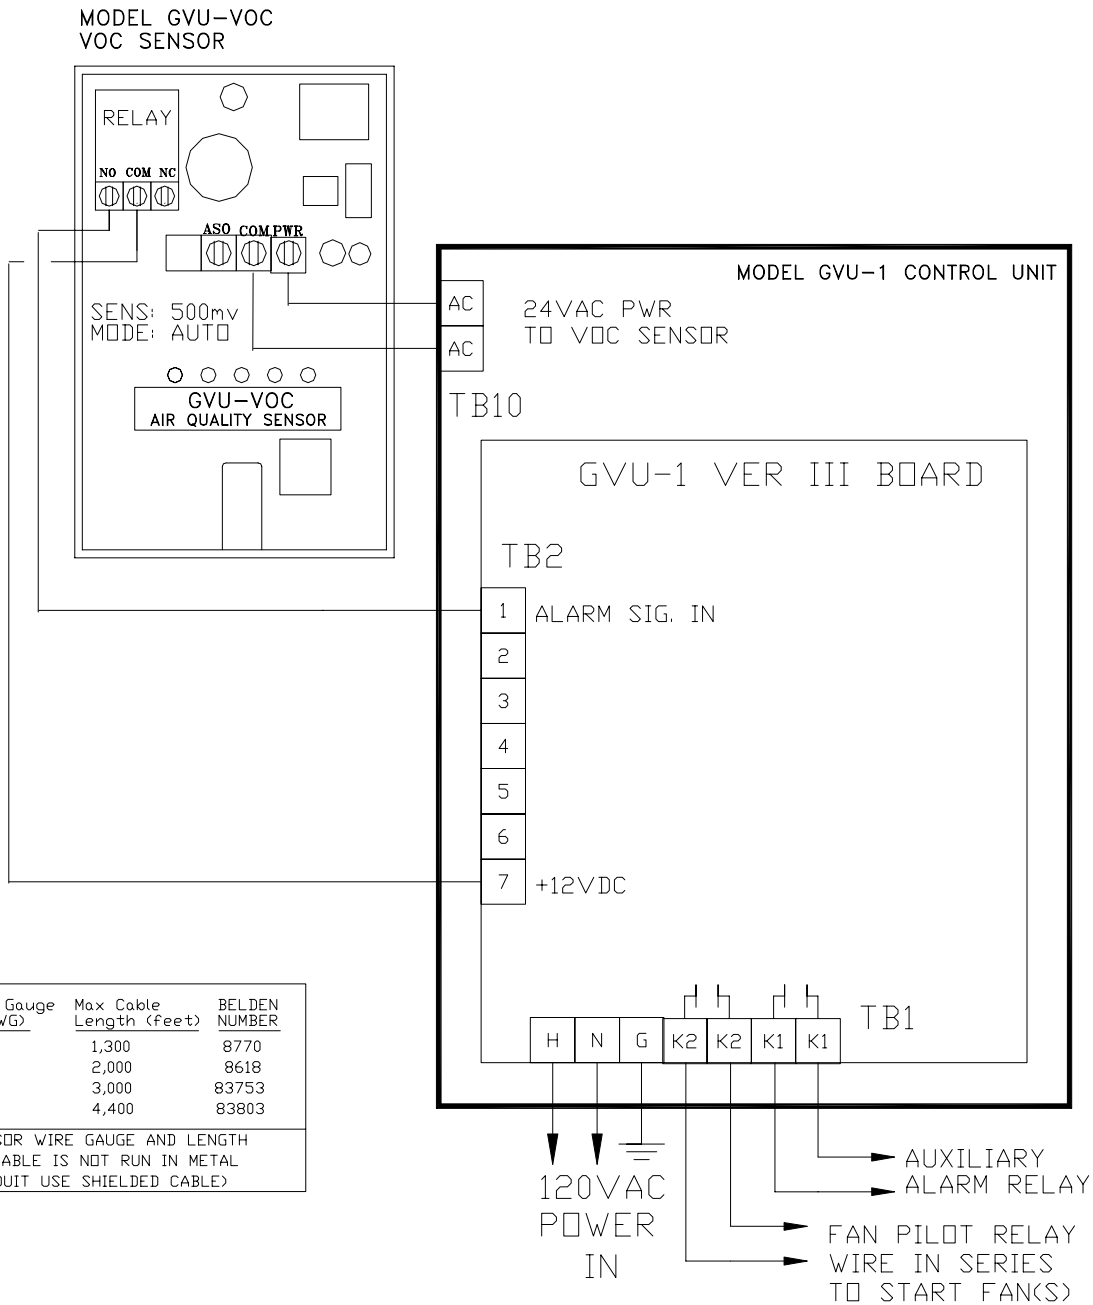 MODEL GVU-VOC
VOC SENSOR
RELAY
NO COM NC
ASO COM PWR
SENS: 500mv
MODE: AUTO
GVU-VOC
AIR QUALITY SENSOR
MODEL GVU-1 CONTROL UNIT
AC
AC
24VAC PWR
TO VOC SENSOR
TB10
GVU-1 VER III BOARD
TB2
1 ALARM SIG. IN
2
3
4
5
6
7 +12VDC
H N G K2 K2 K1 K1
TB1
120VAC
POWER
IN
AUXILIARY
ALARM RELAY
FAN PILOT RELAY
WIRE IN SERIES
TO START FAN(S)
Gauge Max Cable BELDEN
WG) Length (feet) NUMBER
1,300 8770
2,000 8618
3,000 83753
4,400 83803
SOR WIRE GAUGE AND LENGTH
ABLE IS NOT RUN IN METAL
DUIT USE SHIELDED CABLE)